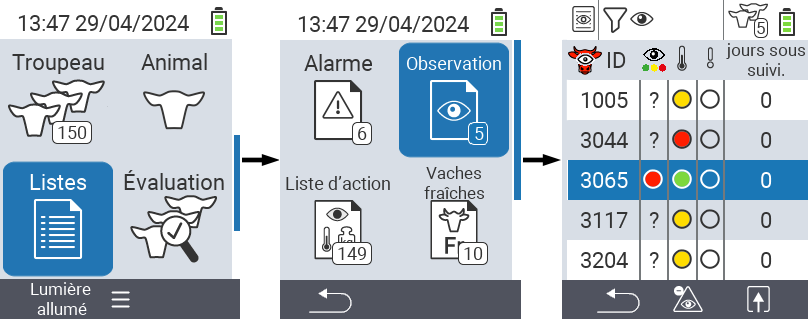 13:47 29/04/2024
Troupeau
Animal
150
Listes
Évaluation
Lumière
allumé
13:47 29/04/2024
Alarme
Observation
6
5
Liste d'action
Vaches
fraîches
149
Fr
10
5
ID
jours sous
suivi.
1005 ? 0
3044 ? 0
3065 0
3117 ? 0
3204 ? 0